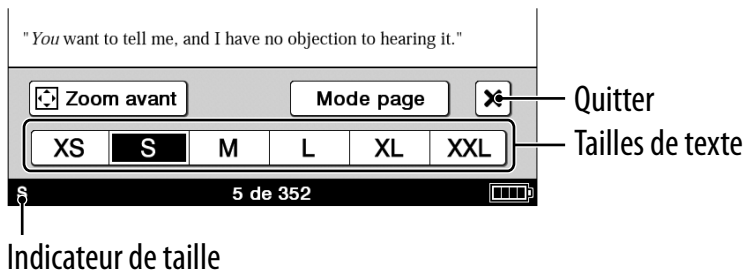 "You want to tell me, and I have no objection to hearing it."
Zoom avant Mode page Quitter
XS S M L XL XXL Tailles de texte
S 5 de 352
Indicateur de taille